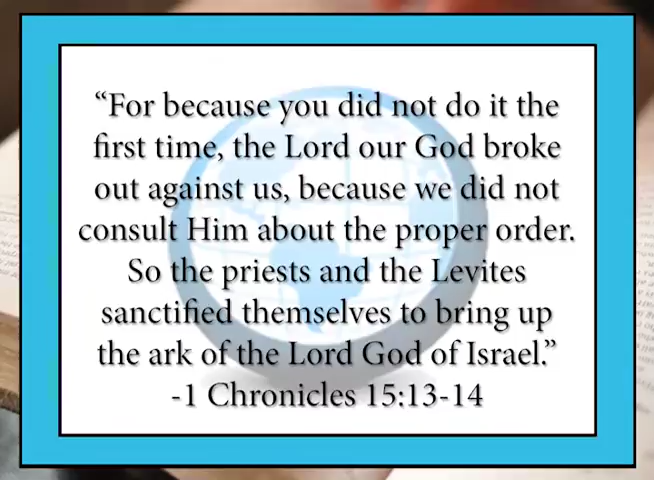 “For because you did not do it the
first time, the Lord our God broke
out against us, because we did not
consult Him about the proper order.
So the priests and the Levites
sanctified themselves to bring up
the ark of the Lord God of Israel.”
-1 Chronicles 15:13-14